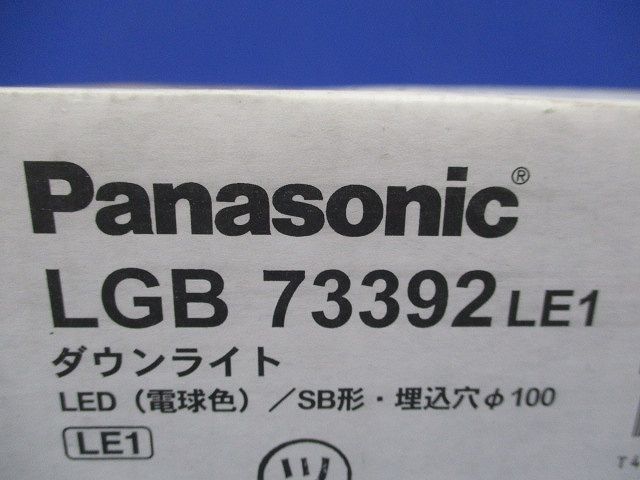 Panasonic®
LGB 73392 LE1
ダウンライト
LED（電球色）／SB形・埋込穴φ100
LE1